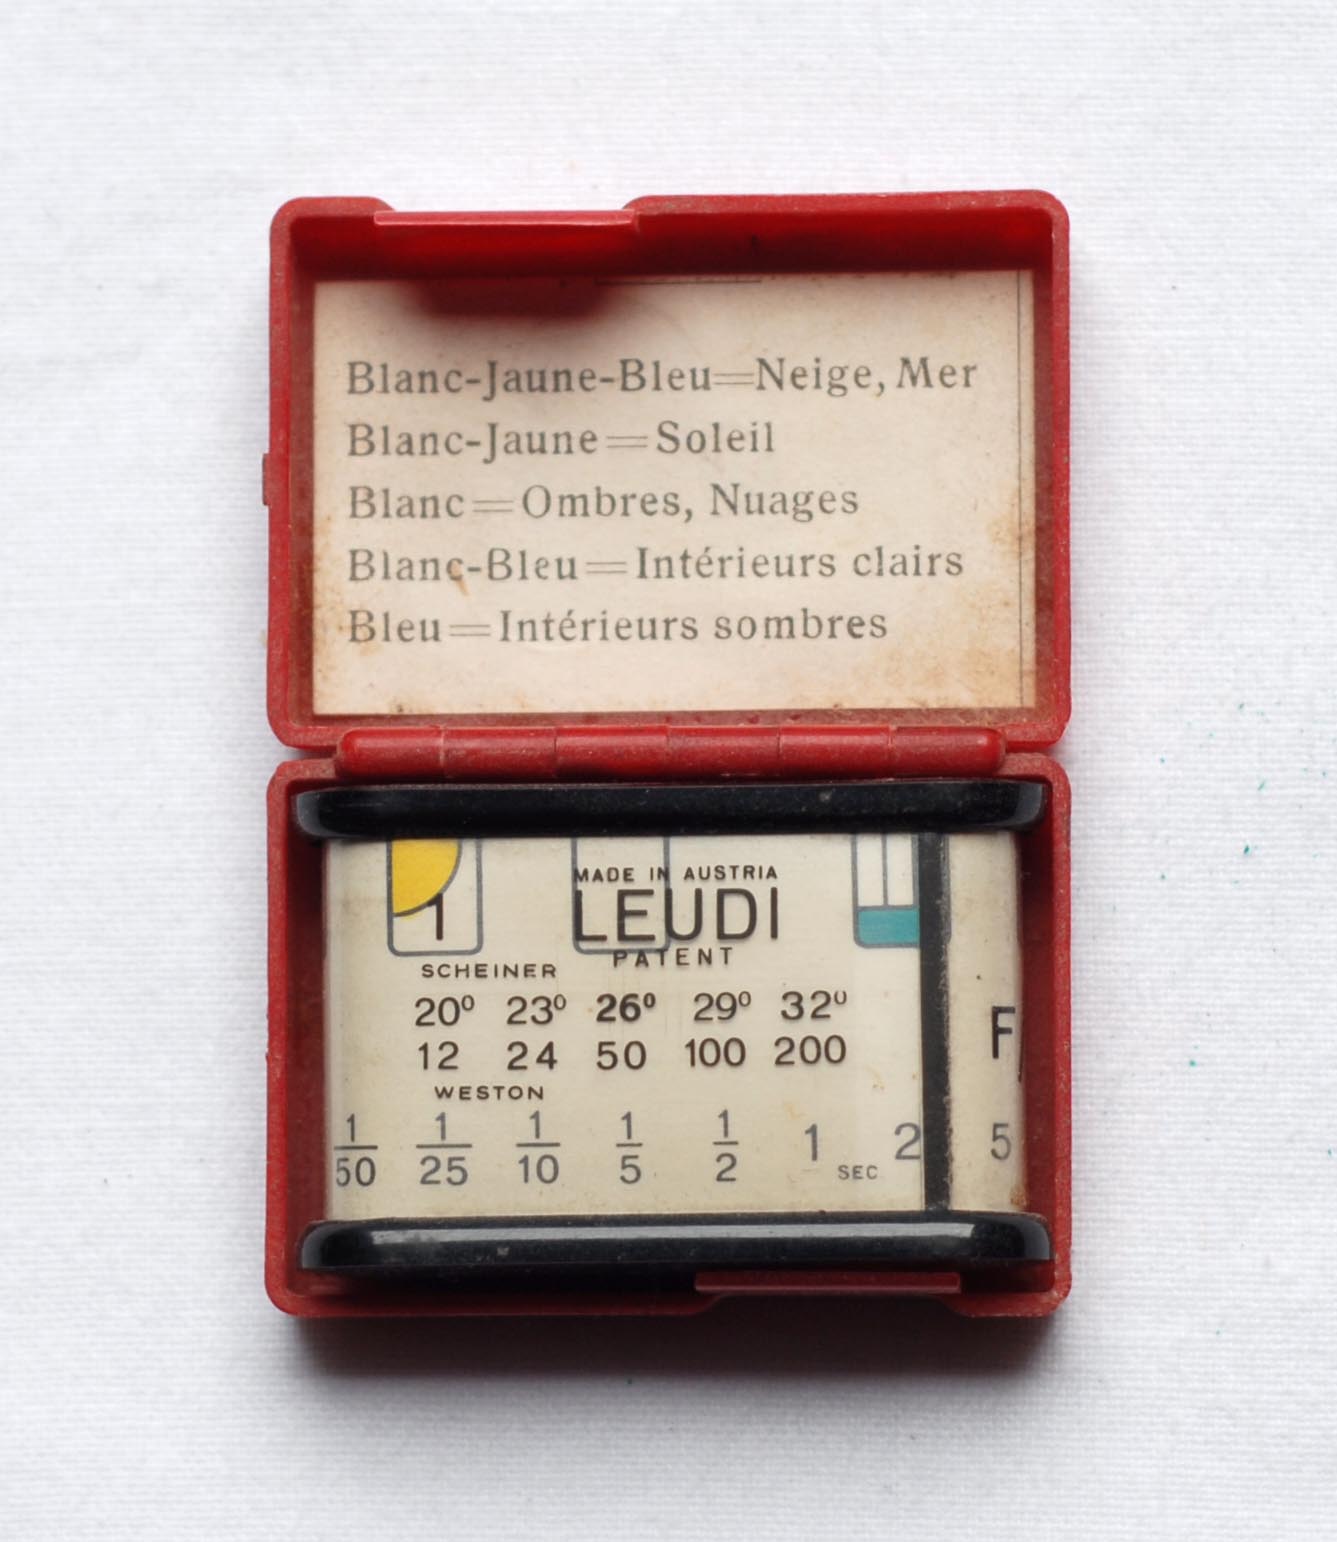 Blanc-Jaune-Bleu=Neige, Mer
Blanc-Jaune=Soleil
Blanc=Ombres, Nuages
Blanc-Bleu=Intérieurs clairs
Bleu=Intérieurs sombres
MADE IN AUSTRIA
1 LEUDI
PATENT
SCHEINER
20° 23° 26° 29° 32°
12 24 50 100 200
WESTON
1/50 1/25 1/10 1/5 1/2 1 SEC 2 5
F